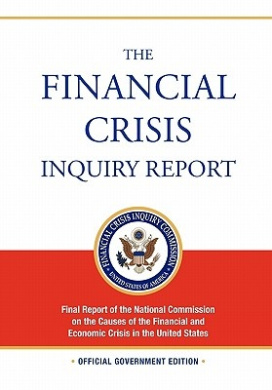 THE
FINANCIAL
CRISIS
INQUIRY REPORT
FINANCIAL CRISIS INQUIRY COMMISSION
UNITED STATES OF AMERICA
Final Report of the National Commission
on the Causes of the Financial and
Economic Crisis in the United States
• OFFICIAL GOVERNMENT EDITION •